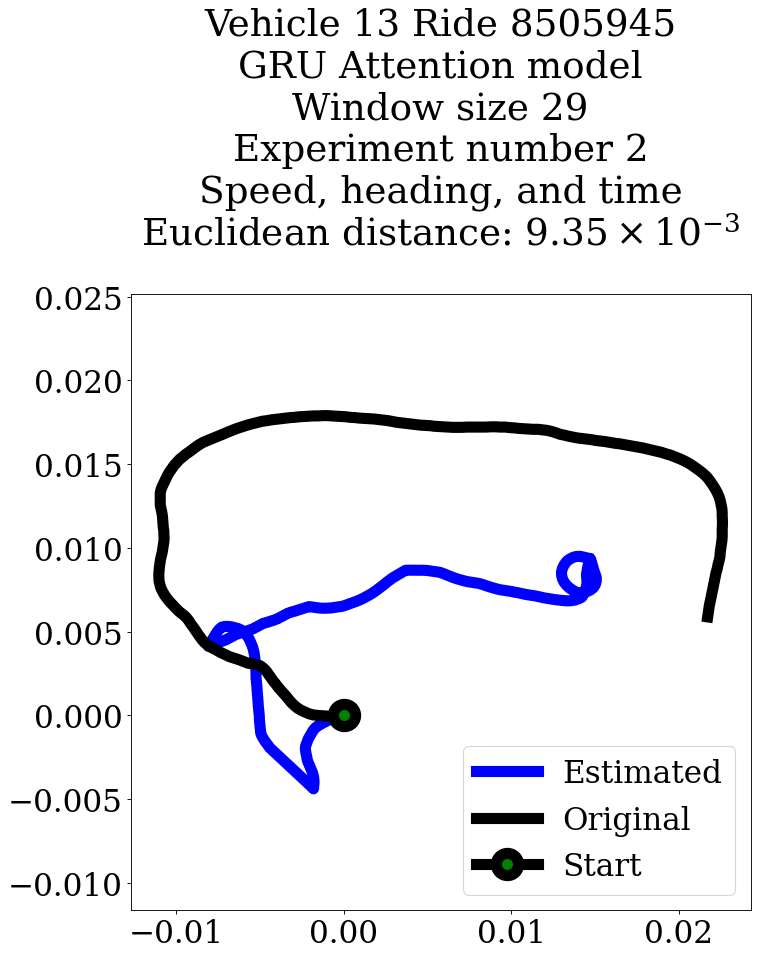 Vehicle 13 Ride 8505945
GRU Attention model
Window size 29
Experiment number 2
Speed, heading, and time
Euclidean distance: 9.35 × 10⁻³
0.025
0.020
0.015
0.010
0.005
0.000
−0.005
−0.010
−0.01 0.00 0.01 0.02
Estimated
Original
Start